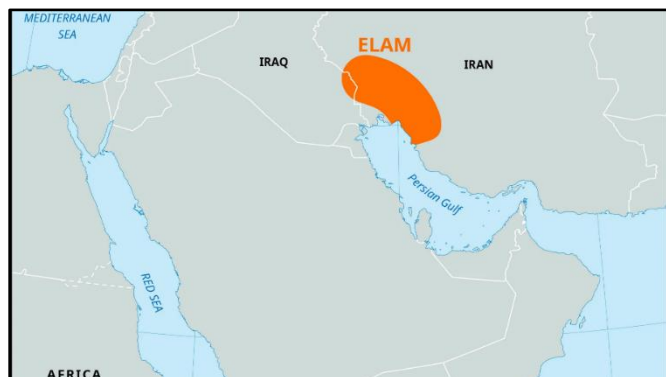 MEDITERRANEAN
SEA
ELAM
IRAQ
IRAN
Persian Gulf
RED SEA
AFRICA